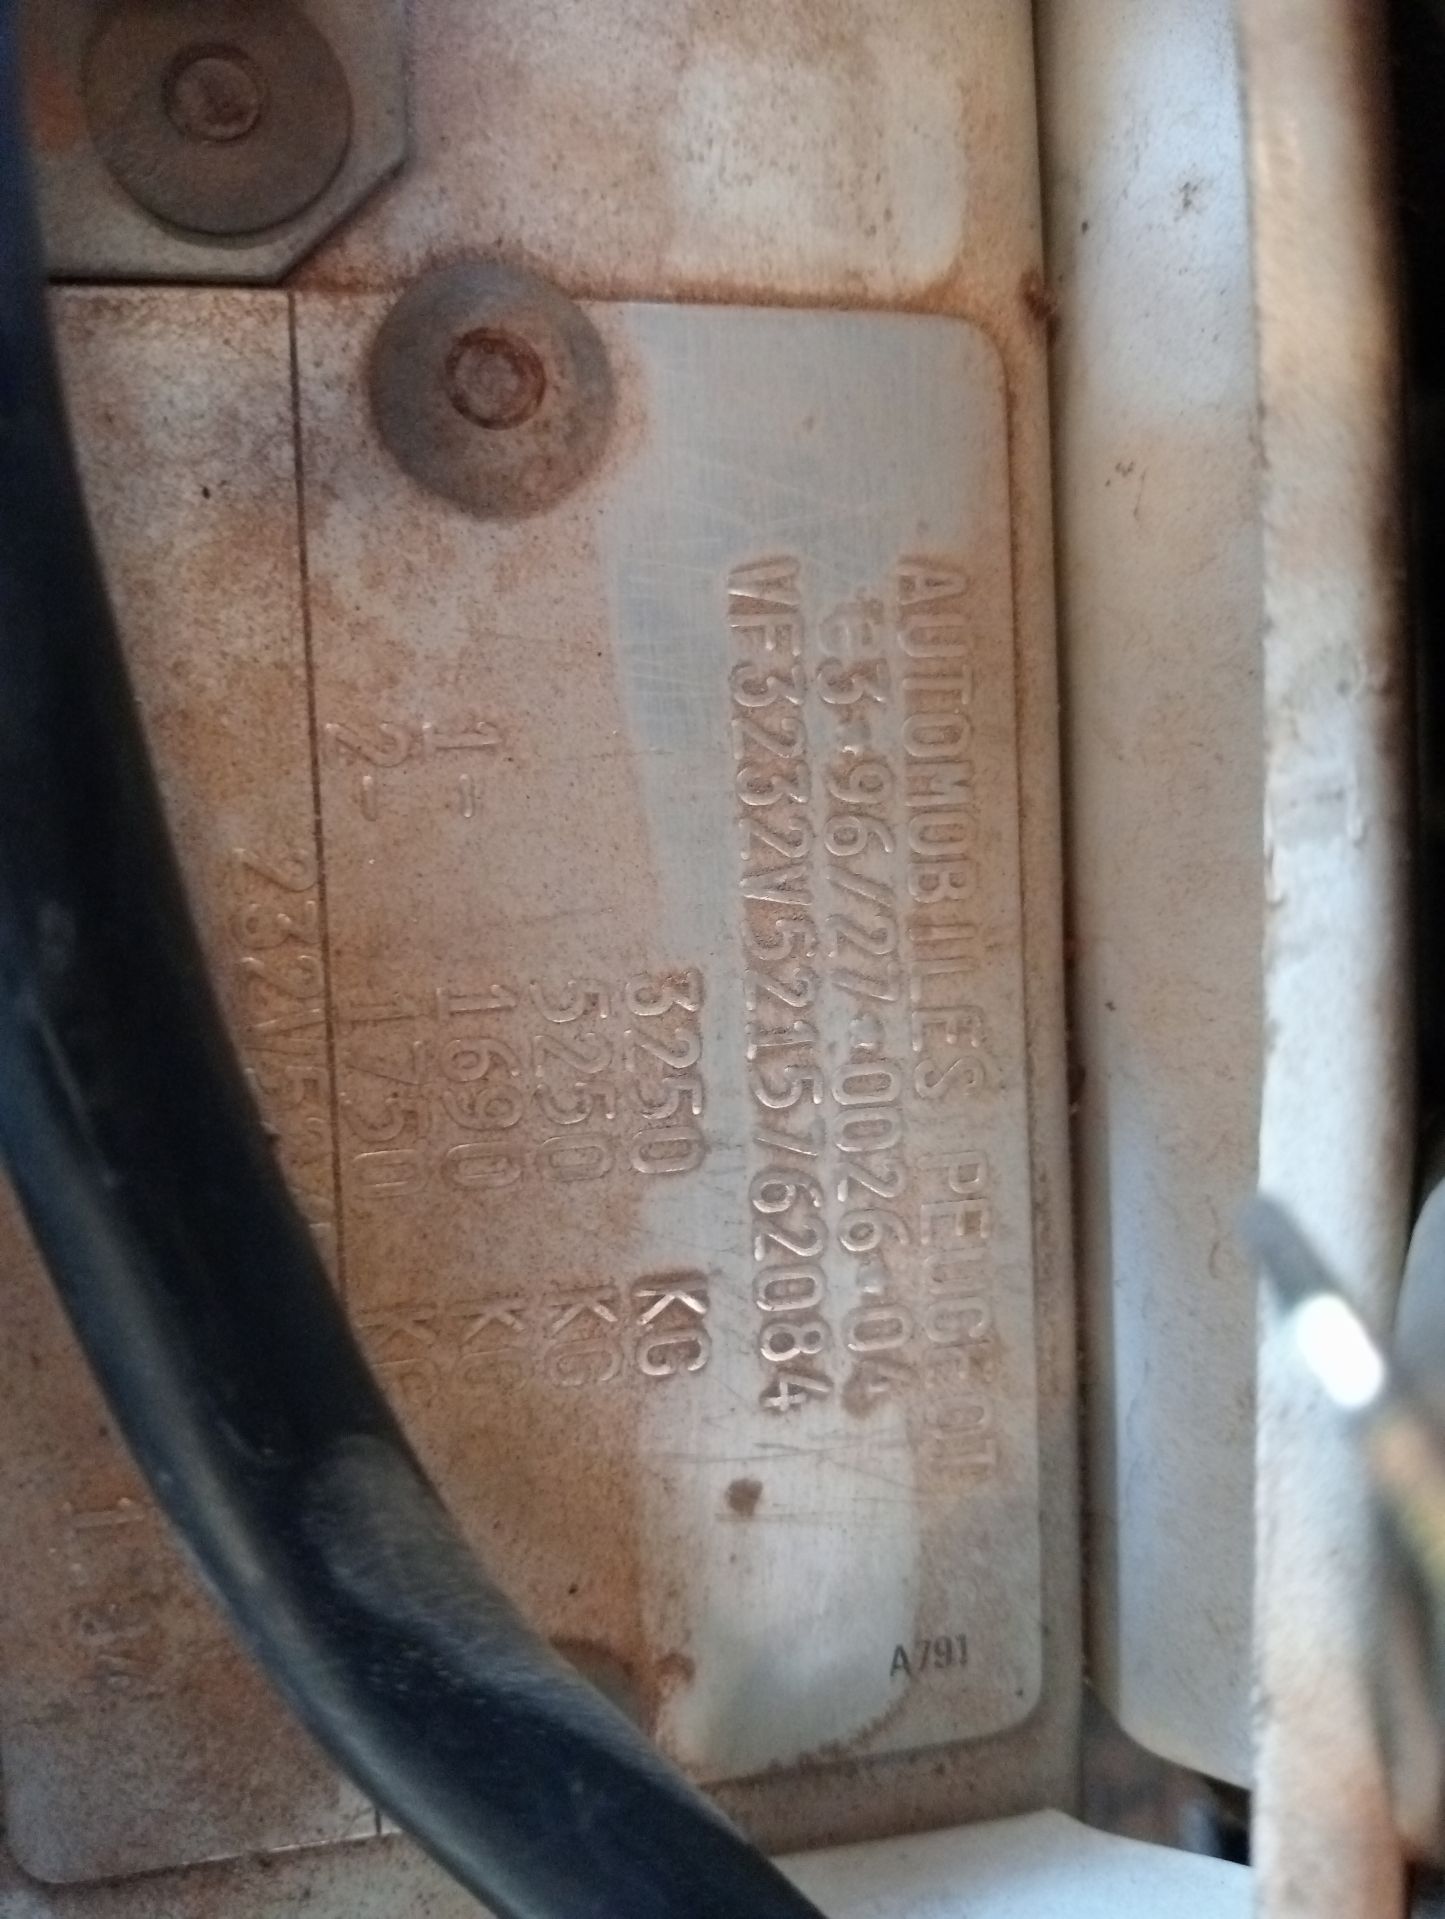 AUTOMOBILES PEUGEOT
e3*96/27*0026*04
VF3232V5215762084
3250 KG
5250 KG
1- 1690 KG
2- 1750 KG
A791